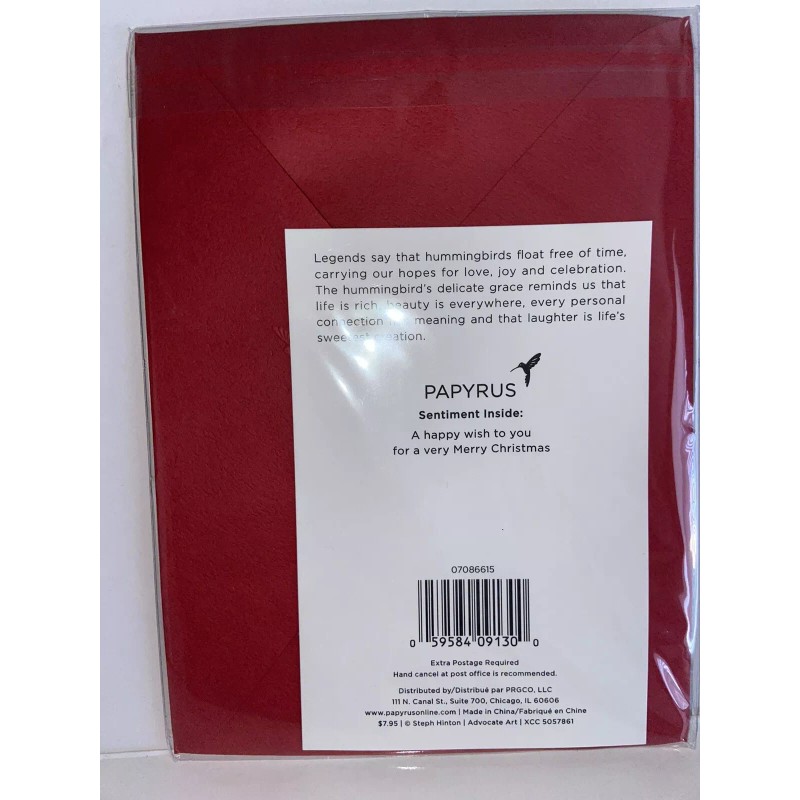 Legends say that hummingbirds float free of time,
carrying our hopes for love, joy and celebration.
The hummingbird's delicate grace reminds us that
life is rich, beauty is everywhere, every personal
connection has meaning and that laughter is life's
sweetest creation.
PAPYRUS
Sentiment Inside:
A happy wish to you
for a very Merry Christmas
07086615
0 59584 09130 0
Extra Postage Required
Hand cancel at post office is recommended.
Distributed by/Distribué par PRGCO, LLC
111 N. Canal St., Suite 700, Chicago, IL 60606
www.papyrusonline.com | Made in China/Fabriqué en Chine
$7.95 | © Steph Hinton | Advocate Art | XCC 5057861